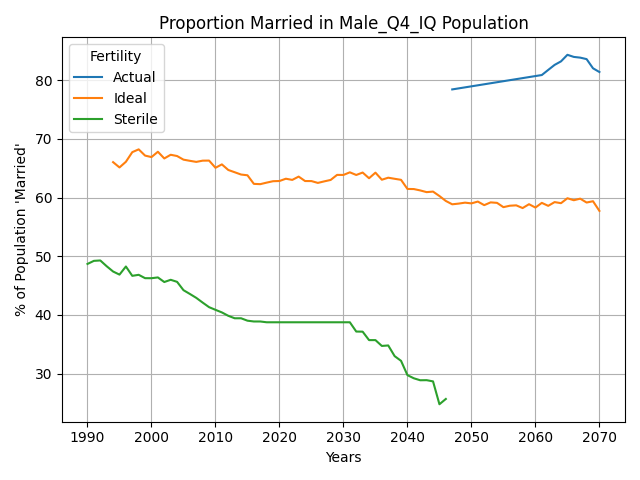 Proportion Married in Male_Q4_IQ Population
Fertility
Actual
Ideal
Sterile
% of Population 'Married'
80
70
60
50
40
30
1990 2000 2010 2020 2030 2040 2050 2060 2070
Years